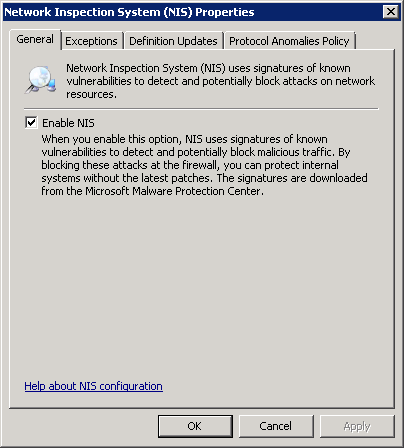 Network Inspection System (NIS) Properties
General
Exceptions
Definition Updates
Protocol Anomalies Policy
Network Inspection System (NIS) uses signatures of known
vulnerabilities to detect and potentially block attacks on network
resources.
Enable NIS
When you enable this option, NIS uses signatures of known
vulnerabilities to detect and potentially block malicious traffic. By
blocking these attacks at the firewall, you can protect internal
systems without the latest patches. The signatures are downloaded
from the Microsoft Malware Protection Center.
Help about NIS configuration
OK
Cancel
Apply